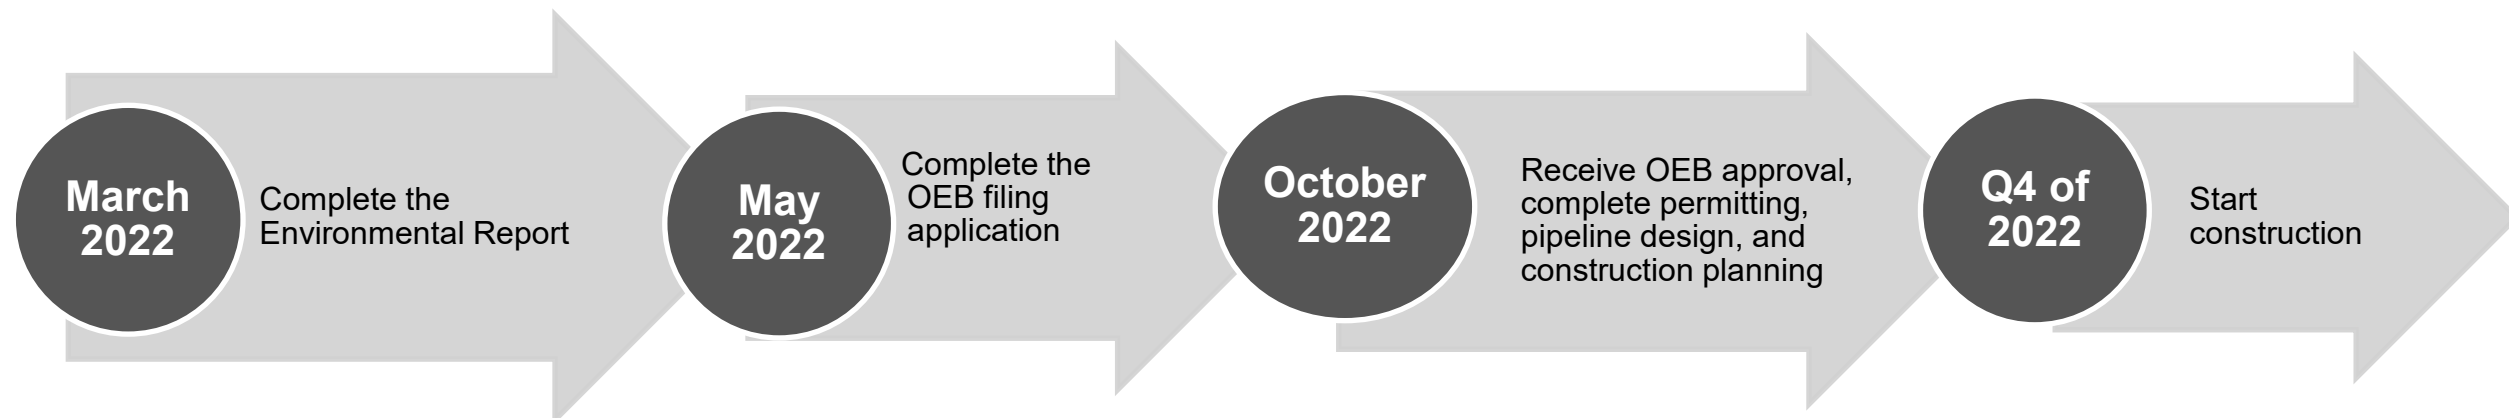 March
2022
Complete the
Environmental Report
May
2022
Complete the
OEB filing
application
October
2022
Receive OEB approval,
complete permitting,
pipeline design, and
construction planning
Q4 of
2022
Start
construction